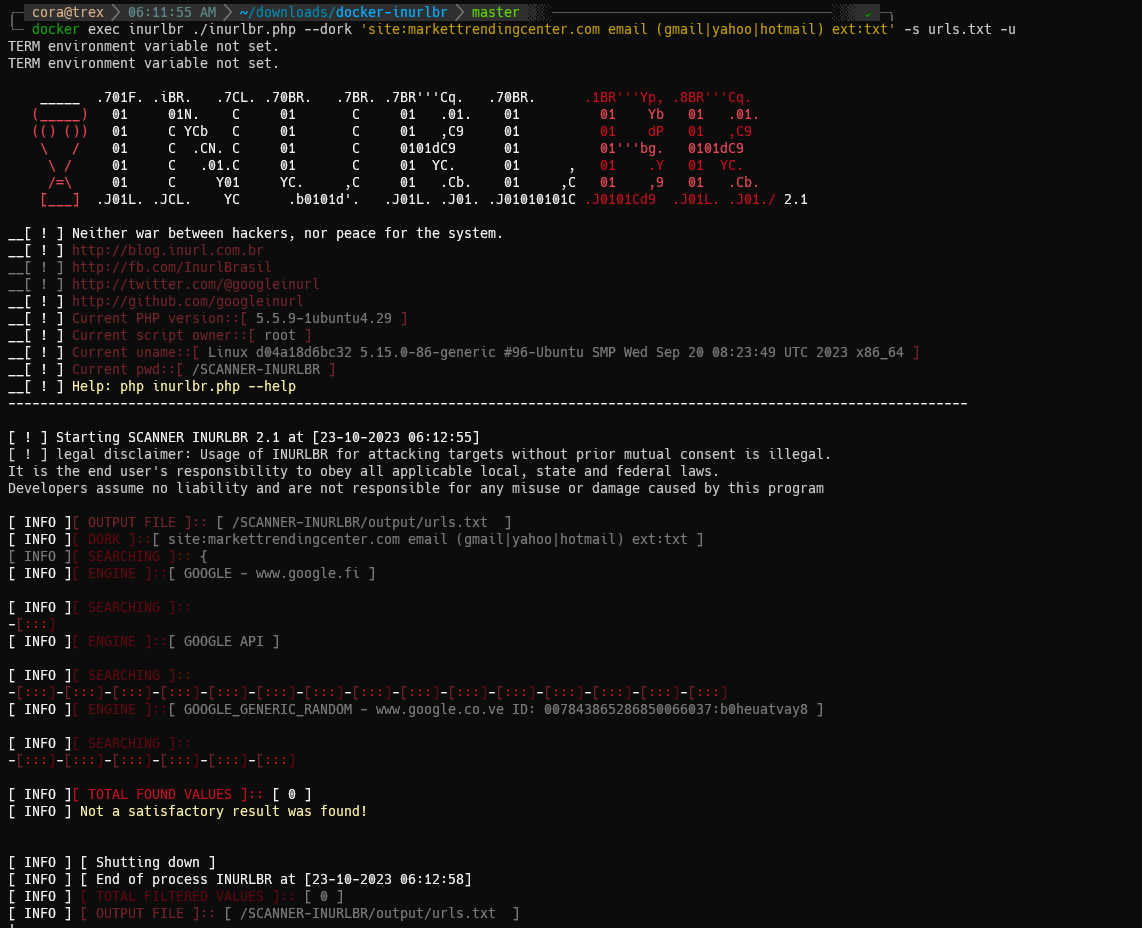 cora@trex 06:11:55 AM ~/downloads/docker-inurlbr master
docker exec inurlbr ./inurlbr.php --dork 'site:markettrendingcenter.com email (gmail|yahoo|hotmail) ext:txt' -s urls.txt -u
TERM environment variable not set.
TERM environment variable not set.
_____  .701F. .iBR.   .7CL. .70BR.   .7BR. .7BR'''Cq.   .70BR.      .1BR'''Yp, .8BR'''Cq.
(_____)   01     01N.    C     01       C     01   .01.    01          01    Yb   01   .01.
(() ())   01     C YCb   C     01       C     01   ,C9     01          01    dP   01   ,C9
\   /    01     C  .CN. C     01       C     0101dC9      01          01'''bg.   0101dC9
\ /     01     C   .01.C     01       C     01  YC.      01      ,   01    .Y   01  YC.
/=\     01     C     Y01     YC.     ,C     01   .Cb.    01     ,C   01    ,9   01   .Cb.
[___]  .J01L. .JCL.    YC      .b0101d'.   .J01L. .J01. .J01010101C .J0101Cd9  .J01L. .J01./ 2.1
__[ ! ] Neither war between hackers, nor peace for the system.
__[ ! ] http://blog.inurl.com.br
__[ ! ] http://fb.com/InurlBrasil
__[ ! ] http://twitter.com/@googleinurl
__[ ! ] http://github.com/googleinurl
__[ ! ] Current PHP version::[ 5.5.9-1ubuntu4.29 ]
__[ ! ] Current script owner::[ root ]
__[ ! ] Current uname::[ Linux d04a18d6bc32 5.15.0-86-generic #96-Ubuntu SMP Wed Sep 20 08:23:49 UTC 2023 x86_64 ]
__[ ! ] Current pwd::[ /SCANNER-INURLBR ]
__[ ! ] Help: php inurlbr.php --help
------------------------------------------------------------------------------------------------------------------------
[ ! ] Starting SCANNER INURLBR 2.1 at [23-10-2023 06:12:55]
[ ! ] legal disclaimer: Usage of INURLBR for attacking targets without prior mutual consent is illegal.
It is the end user's responsibility to obey all applicable local, state and federal laws.
Developers assume no liability and are not responsible for any misuse or damage caused by this program
[ INFO ][ OUTPUT FILE ]:: [ /SCANNER-INURLBR/output/urls.txt  ]
[ INFO ][ DORK ]::[ site:markettrendingcenter.com email (gmail|yahoo|hotmail) ext:txt ]
[ INFO ][ SEARCHING ]:: {
[ INFO ][ ENGINE ]::[ GOOGLE - www.google.fi ]
[ INFO ][ SEARCHING ]::
-[:::]
[ INFO ][ ENGINE ]::[ GOOGLE API ]
[ INFO ][ SEARCHING ]::
-[:::]-[:::]-[:::]-[:::]-[:::]-[:::]-[:::]-[:::]-[:::]-[:::]-[:::]-[:::]-[:::]-[:::]-[:::]
[ INFO ][ ENGINE ]::[ GOOGLE_GENERIC_RANDOM - www.google.co.ve ID: 007843865286850066037:b0heuatvay8 ]
[ INFO ][ SEARCHING ]::
-[:::]-[:::]-[:::]-[:::]-[:::]-[:::]
[ INFO ][ TOTAL FOUND VALUES ]:: [ 0 ]
[ INFO ] Not a satisfactory result was found!
[ INFO ] [ Shutting down ]
[ INFO ] [ End of process INURLBR at [23-10-2023 06:12:58]
[ INFO ] [ TOTAL FILTERED VALUES ]:: [ 0 ]
[ INFO ] [ OUTPUT FILE ]:: [ /SCANNER-INURLBR/output/urls.txt  ]